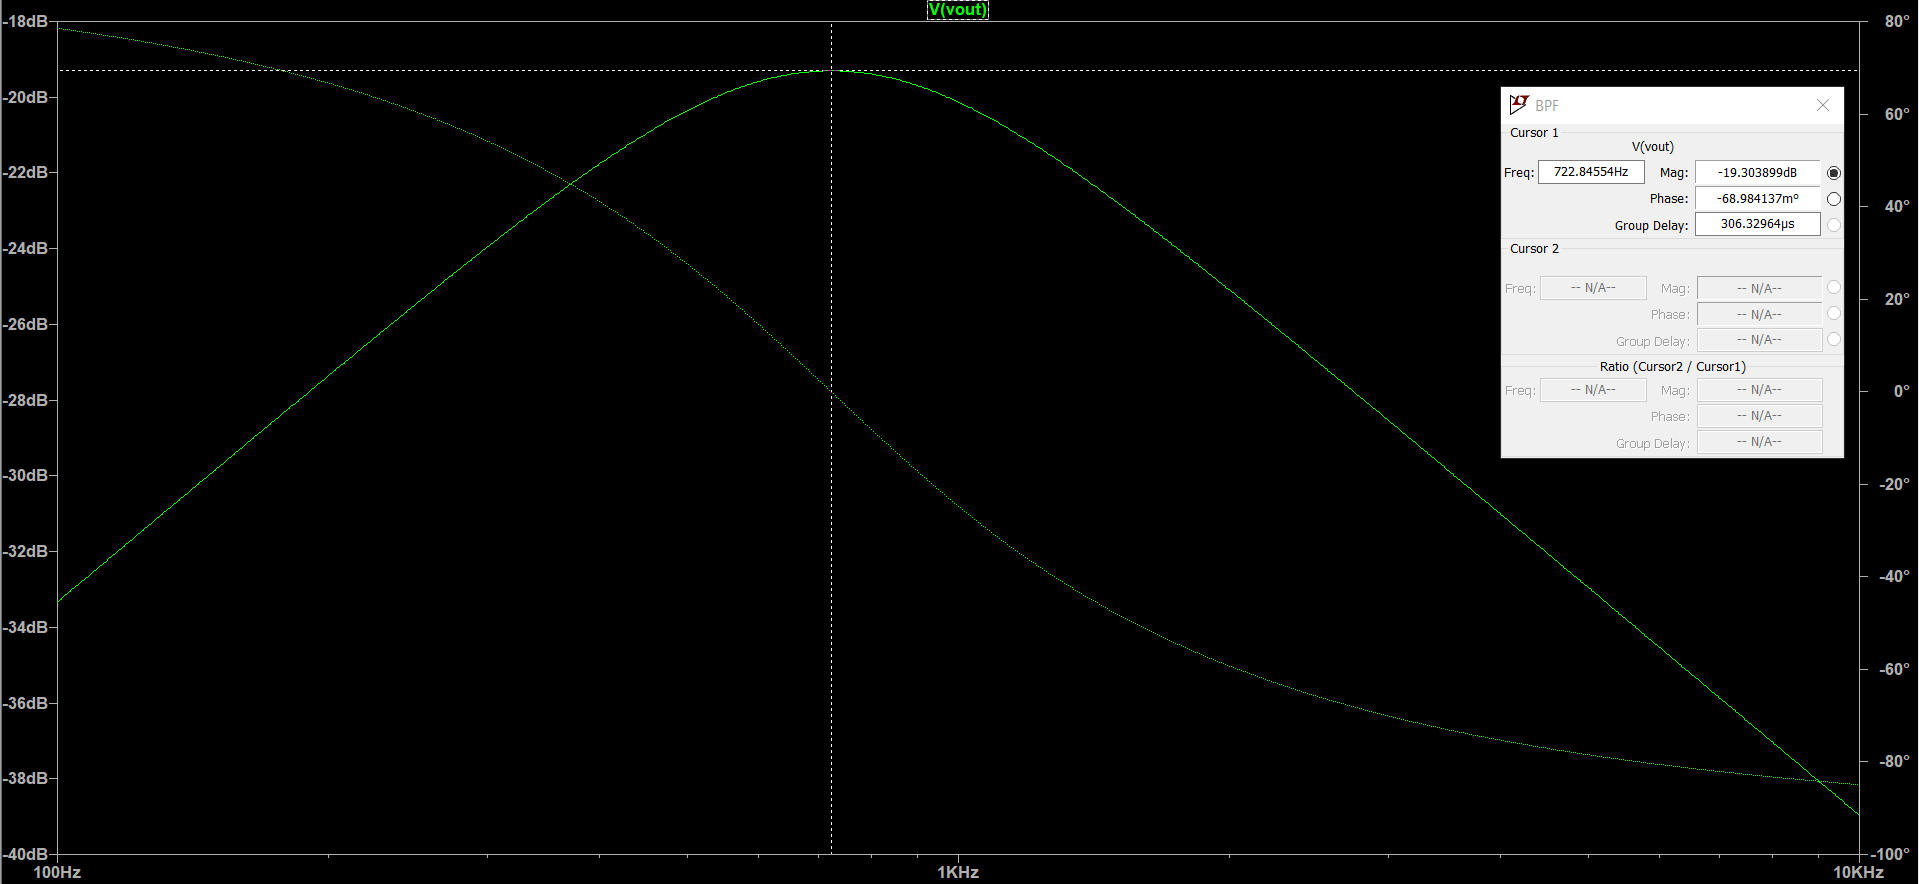 V(vout)
-18dB
-20dB
-22dB
-24dB
-26dB
-28dB
-30dB
-32dB
-34dB
-36dB
-38dB
-40dB
80°
60°
40°
20°
0°
-20°
-40°
-60°
-80°
-100°
100Hz
1KHz
10KHz
BPF
Cursor 1
V(vout)
Freq: 722.84554Hz Mag: -19.303899dB
Phase: -68.984137m°
Group Delay: 306.32964µs
Cursor 2
Freq: -- N/A-- Mag: -- N/A--
Phase: -- N/A--
Group Delay: -- N/A--
Ratio (Cursor2 / Cursor1)
Freq: -- N/A-- Mag: -- N/A--
Phase: -- N/A--
Group Delay: -- N/A--